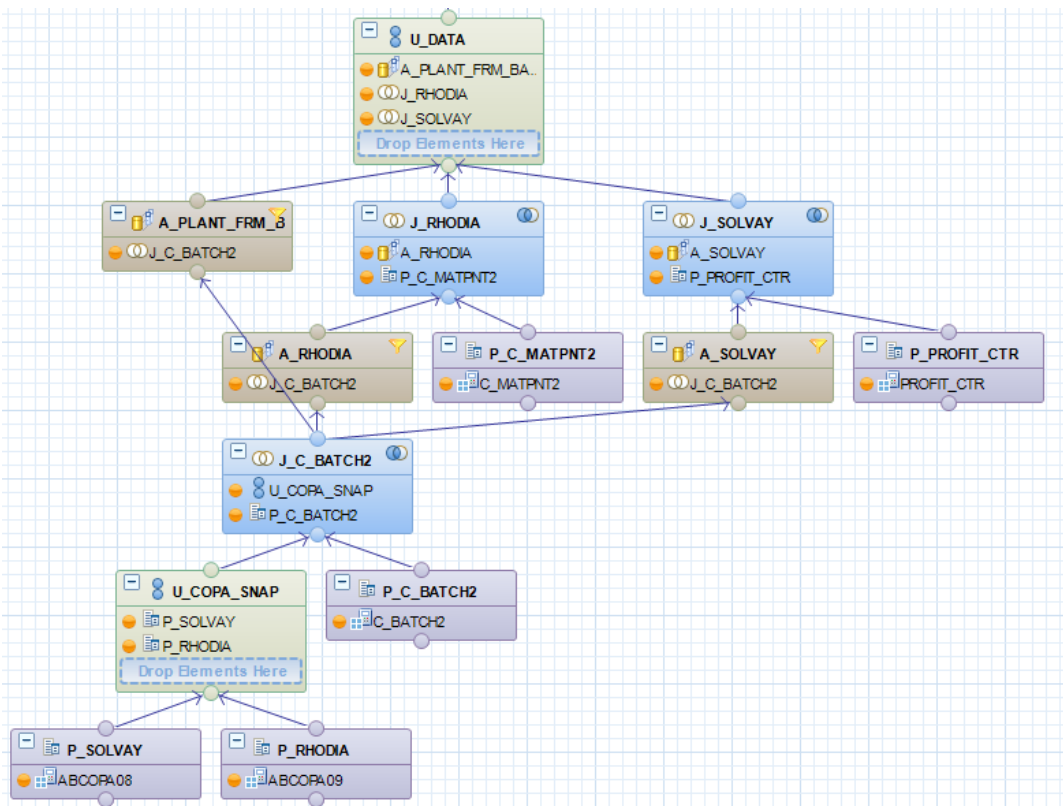 U_DATA
A_PLANT_FRM_BA..
J_RHODIA
J_SOLVAY
Drop Elements Here
A_PLANT_FRM_B
J_C_BATCH2
J_RHODIA
A_RHODIA
P_C_MATPNT2
J_SOLVAY
A_SOLVAY
P_PROFIT_CTR
A_RHODIA
J_C_BATCH2
P_C_MATPNT2
C_MATPNT2
A_SOLVAY
J_C_BATCH2
P_PROFIT_CTR
PROFIT_CTR
J_C_BATCH2
U_COPA_SNAP
P_C_BATCH2
U_COPA_SNAP
P_SOLVAY
P_RHODIA
Drop Elements Here
P_C_BATCH2
C_BATCH2
P_SOLVAY
ABCOPA08
P_RHODIA
ABCOPA09